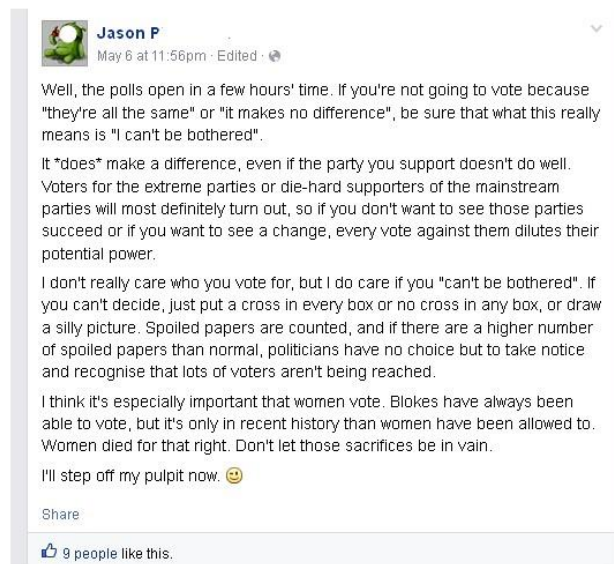 Jason P
May 6 at 11:56pm · Edited ·
Well, the polls open in a few hours' time. If you're not going to vote because
"they're all the same" or "it makes no difference", be sure that what this really
means is "I can't be bothered".
It *does* make a difference, even if the party you support doesn't do well.
Voters for the extreme parties or die-hard supporters of the mainstream
parties will most definitely turn out, so if you don't want to see those parties
succeed or if you want to see a change, every vote against them dilutes their
potential power.
I don't really care who you vote for, but I do care if you "can't be bothered". If
you can't decide, just put a cross in every box or no cross in any box, or draw
a silly picture. Spoiled papers are counted, and if there are a higher number
of spoiled papers than normal, politicians have no choice but to take notice
and recognise that lots of voters aren't being reached.
I think it's especially important that women vote. Blokes have always been
able to vote, but it's only in recent history than women have been allowed to.
Women died for that right. Don't let those sacrifices be in vain.
I'll step off my pulpit now.
Share
9 people like this.